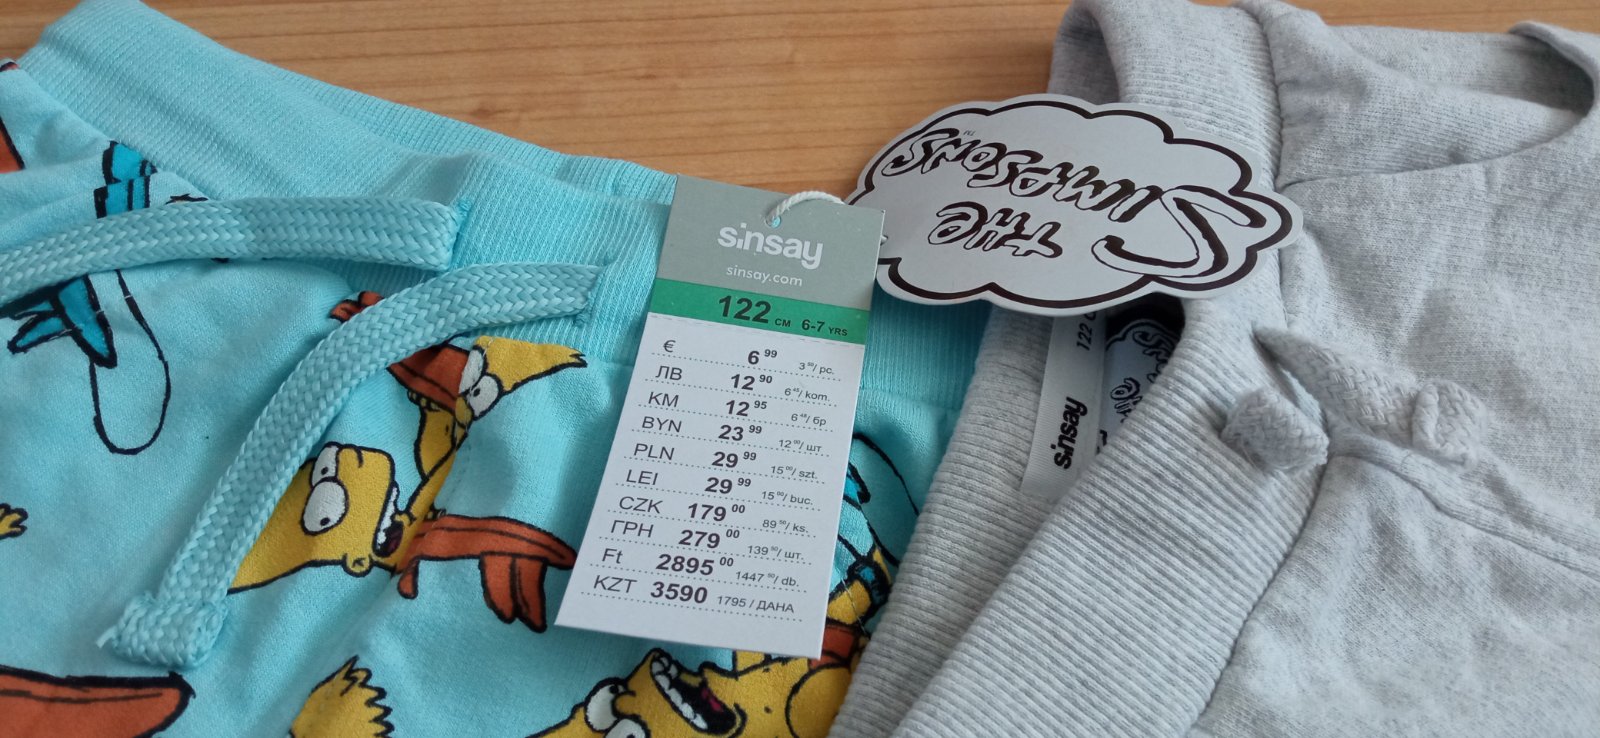 sinsay
sinsay.com
122 CM 6-7 YRS
€ 6 99 3 50/ pc.
ЛВ 12 90 6 45/ kom.
KM 12 95 6 48/ бр
BYN 23 99 12 00/ шт
PLN 29 99 15 00/ szt.
LEI 29 99 15 00/ buc.
CZK 179 00 89 50/ ks.
ГРН 279 00 139 50/ шт.
Ft 2895 00 1447 50/ db.
KZT 3590 1795 / ДАНА
THE
SIMPSONS
TM
122
sinsay